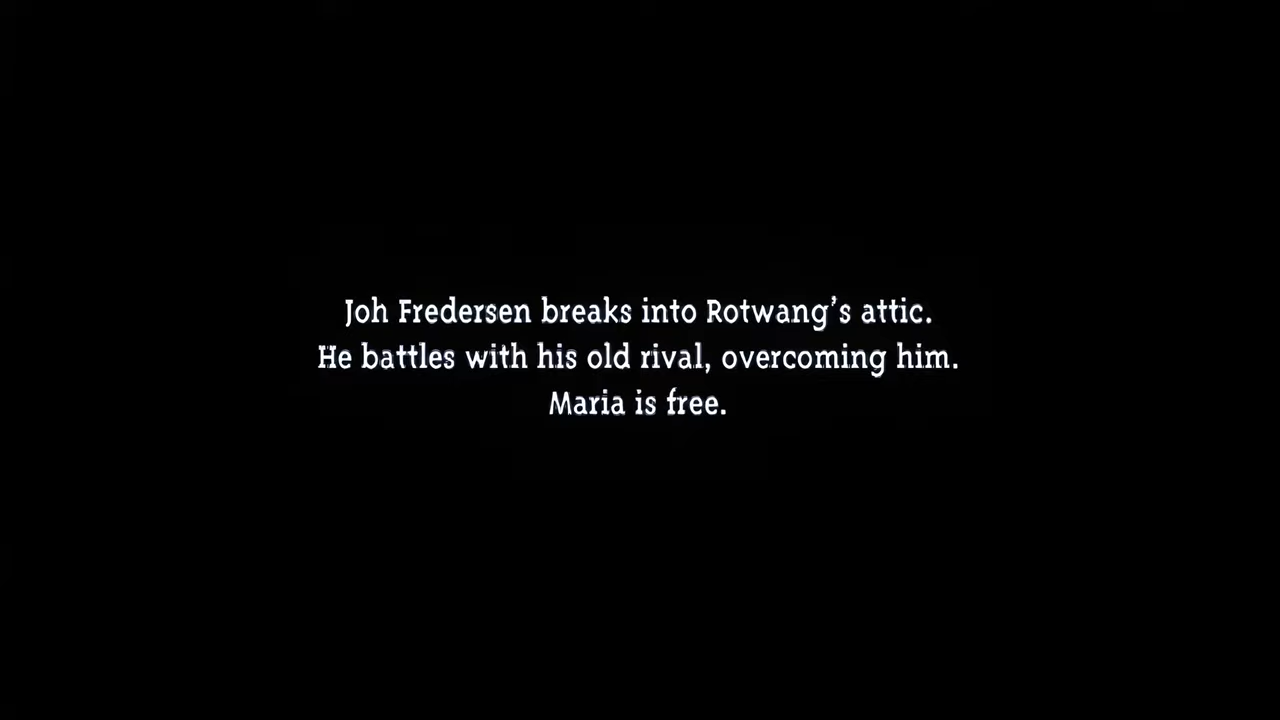 Joh Fredersen breaks into Rotwang’s attic.
He battles with his old rival, overcoming him.
Maria is free.